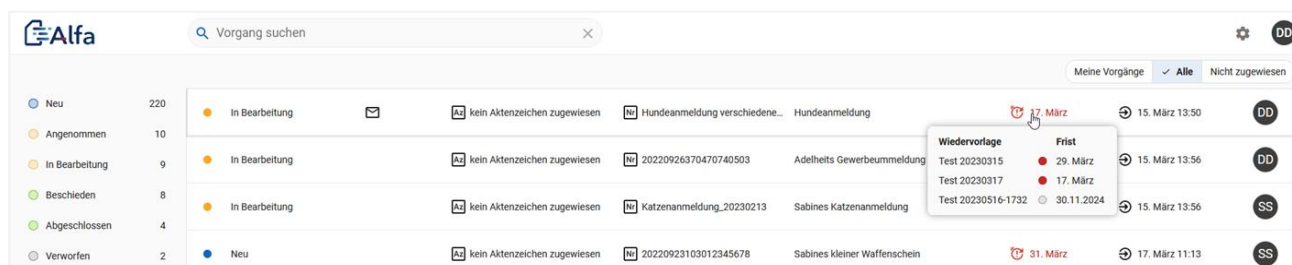 Alfa
Vorgang suchen
DD
Meine Vorgänge Alle Nicht zugewiesen
Neu 220
Angenommen 10
In Bearbeitung 9
Beschieden 8
Abgeschlossen 4
Verworfen 2
In Bearbeitung Az kein Aktenzeichen zugewiesen Nr Hundeanmeldung verschiedene... Hundeanmeldung 17. März 15. März 13:50 DD
In Bearbeitung Az kein Aktenzeichen zugewiesen Nr 20220926370470740503 Adelheits Gewerbeummeldung 15. März 13:56 DD
In Bearbeitung Az kein Aktenzeichen zugewiesen Nr Katzenanmeldung_20230213 Sabines Katzenanmeldung 15. März 13:56 SS
Neu Az kein Aktenzeichen zugewiesen Nr 20220923103012345678 Sabines kleiner Waffenschein 31. März 17. März 11:13 SS
Wiedervorlage Frist
Test 20230315 29. März
Test 20230317 17. März
Test 20230516-1732 30.11.2024